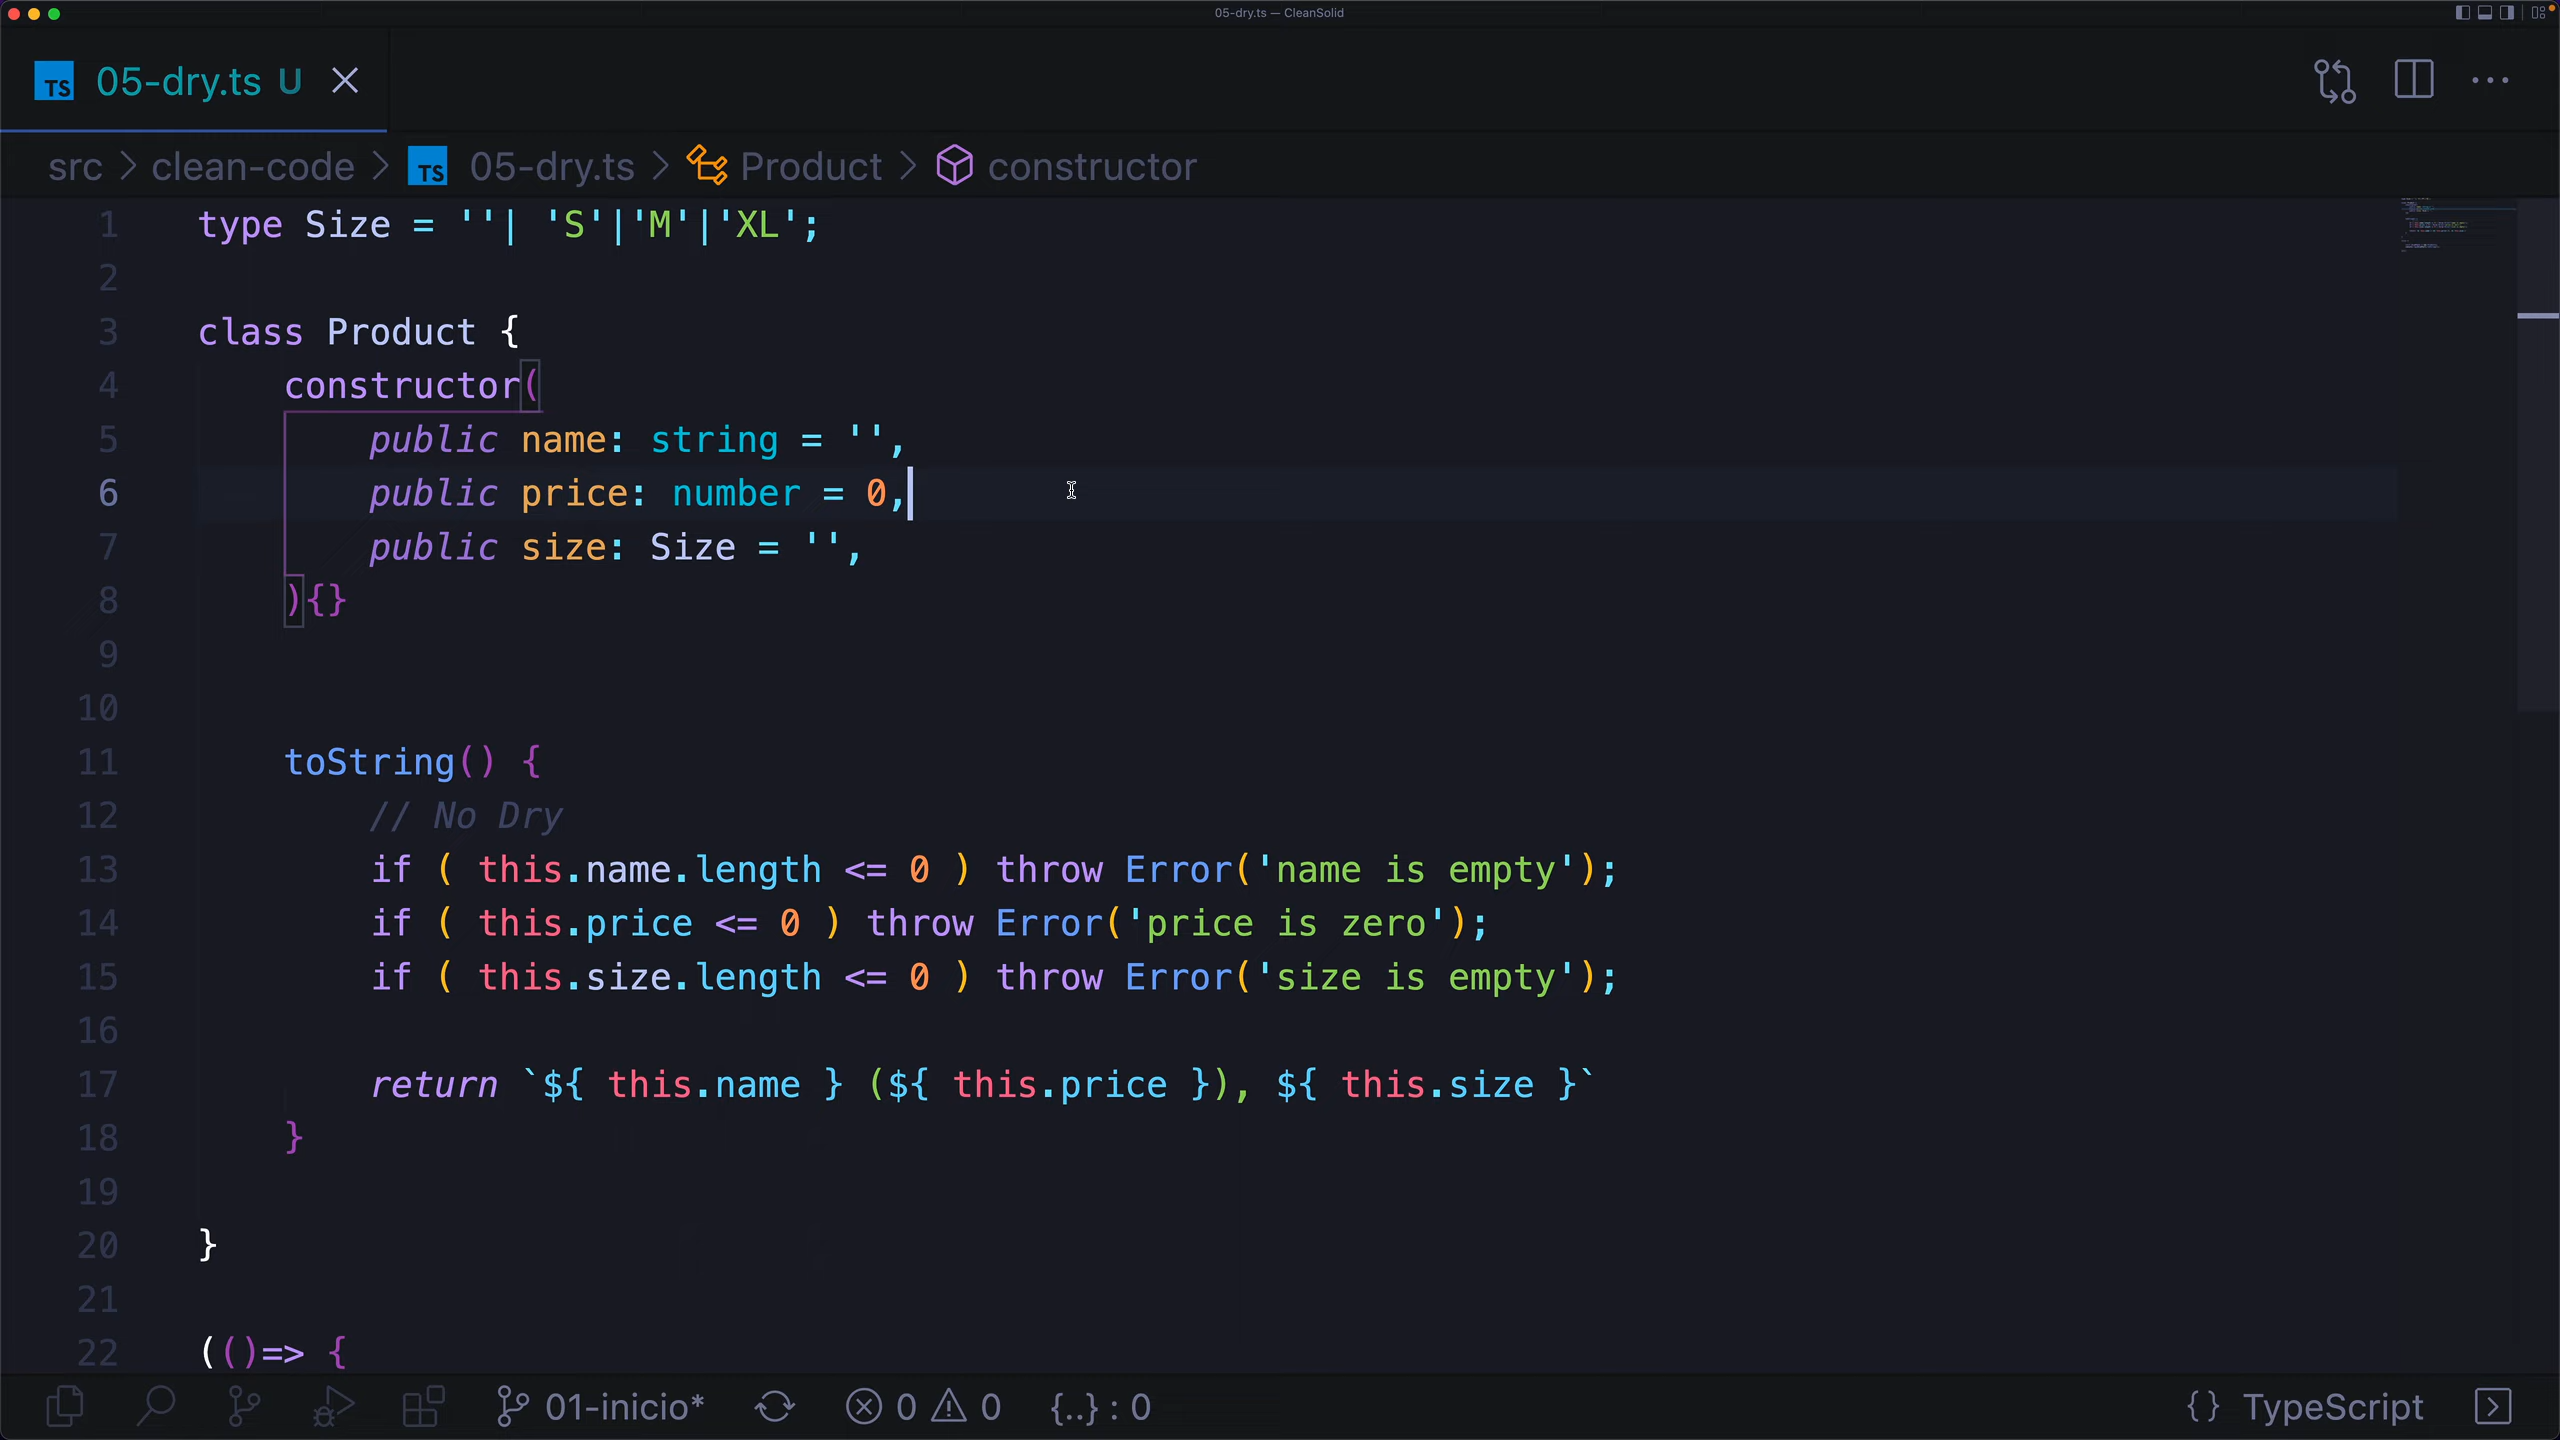 05-dry.ts — CleanSolid
TS 05-dry.ts U
src > clean-code > TS 05-dry.ts > Product > constructor
1 type Size = ''| 'S'|'M'|'XL';
2
3 class Product {
4 constructor(
5 public name: string = '',
6 public price: number = 0,
7 public size: Size = '',
8 ){}
9
10
11 toString() {
12 // No Dry
13 if ( this.name.length <= 0 ) throw Error('name is empty');
14 if ( this.price <= 0 ) throw Error('price is zero');
15 if ( this.size.length <= 0 ) throw Error('size is empty');
16
17 return `${ this.name } (${ this.price }), ${ this.size }`
18 }
19
20 }
21
22 (()=> {
01-inicio* 0 0 {..} : 0 {} TypeScript